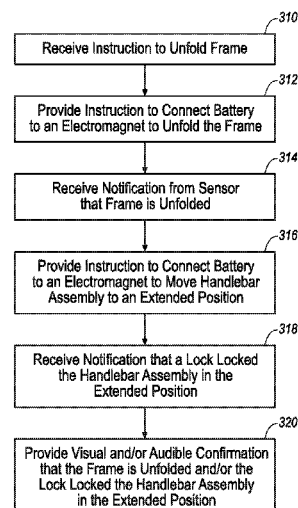 310
Receive Instruction to Unfold Frame
312
Provide Instruction to Connect Battery
to an Electromagnet to Unfold the Frame
314
Receive Notification from Sensor
that Frame is Unfolded
316
Provide Instruction to Connect Battery
to an Electromagnet to Move Handlebar
Assembly to an Extended Position
318
Receive Notification that a Lock Locked
the Handlebar Assembly in the
Extended Position
320
Provide Visual and/or Audible Confirmation
that the Frame is Unfolded and/or the
Lock Locked the Handlebar Assembly
in the Extended Position